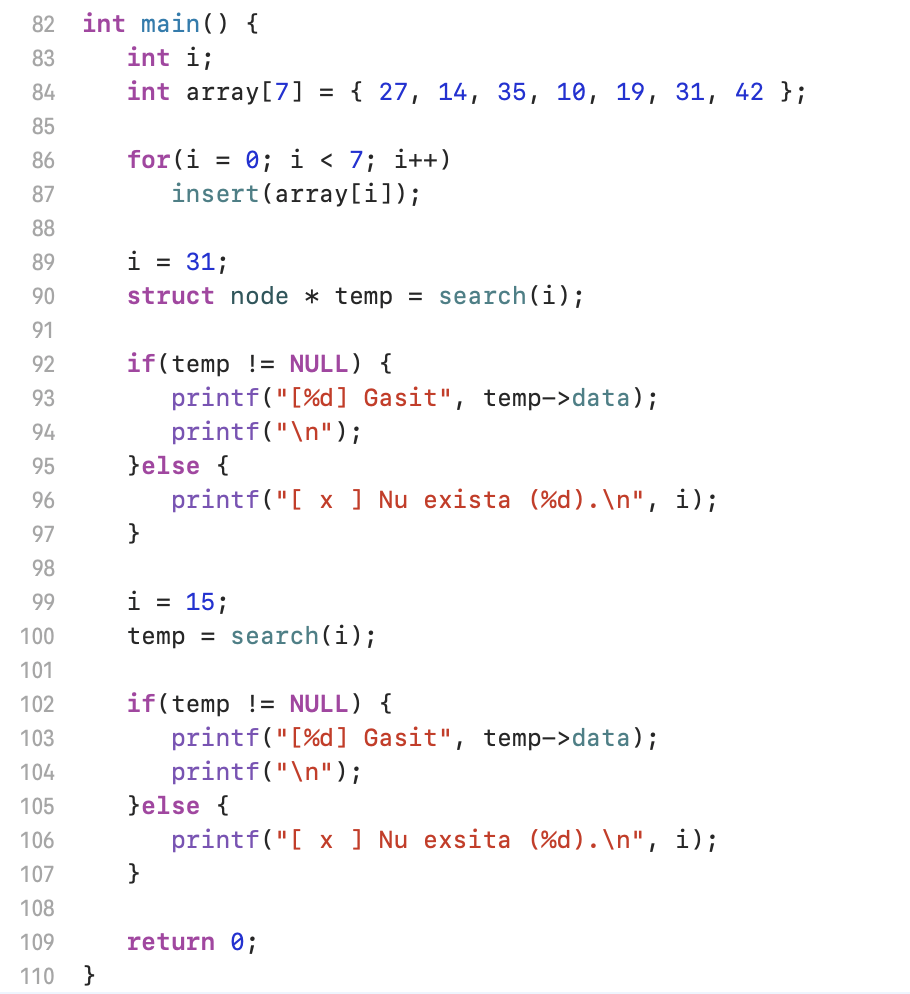 82 int main() {
83    int i;
84    int array[7] = { 27, 14, 35, 10, 19, 31, 42 };
85
86    for(i = 0; i < 7; i++)
87       insert(array[i]);
88
89    i = 31;
90    struct node * temp = search(i);
91
92    if(temp != NULL) {
93       printf("[%d] Gasit", temp->data);
94       printf("\n");
95    }else {
96       printf("[ x ] Nu exista (%d).\n", i);
97    }
98
99    i = 15;
100    temp = search(i);
101
102    if(temp != NULL) {
103       printf("[%d] Gasit", temp->data);
104       printf("\n");
105    }else {
106       printf("[ x ] Nu exsita (%d).\n", i);
107    }
108
109    return 0;
110 }